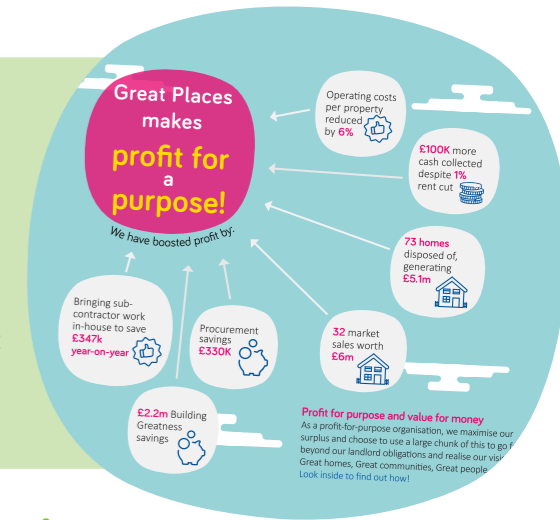 Great Places
makes
profit for
a
purpose!
We have boosted profit by:
Operating costs
per property
reduced
by 6%
£100K more
cash collected
despite 1%
rent cut
73 homes
disposed of,
generating
£5.1m
32 market
sales worth
£6m
Procurement
savings
£330K
Bringing sub-
contractor work
in-house to save
£347k
year-on-year
£2.2m Building
Greatness
savings
Profit for purpose and value for money
As a profit-for-purpose organisation, we maximise our
surplus and choose to use a large chunk of this to go
beyond our landlord obligations and realise our
Great homes, Great communities, Great people
Look inside to find out how!